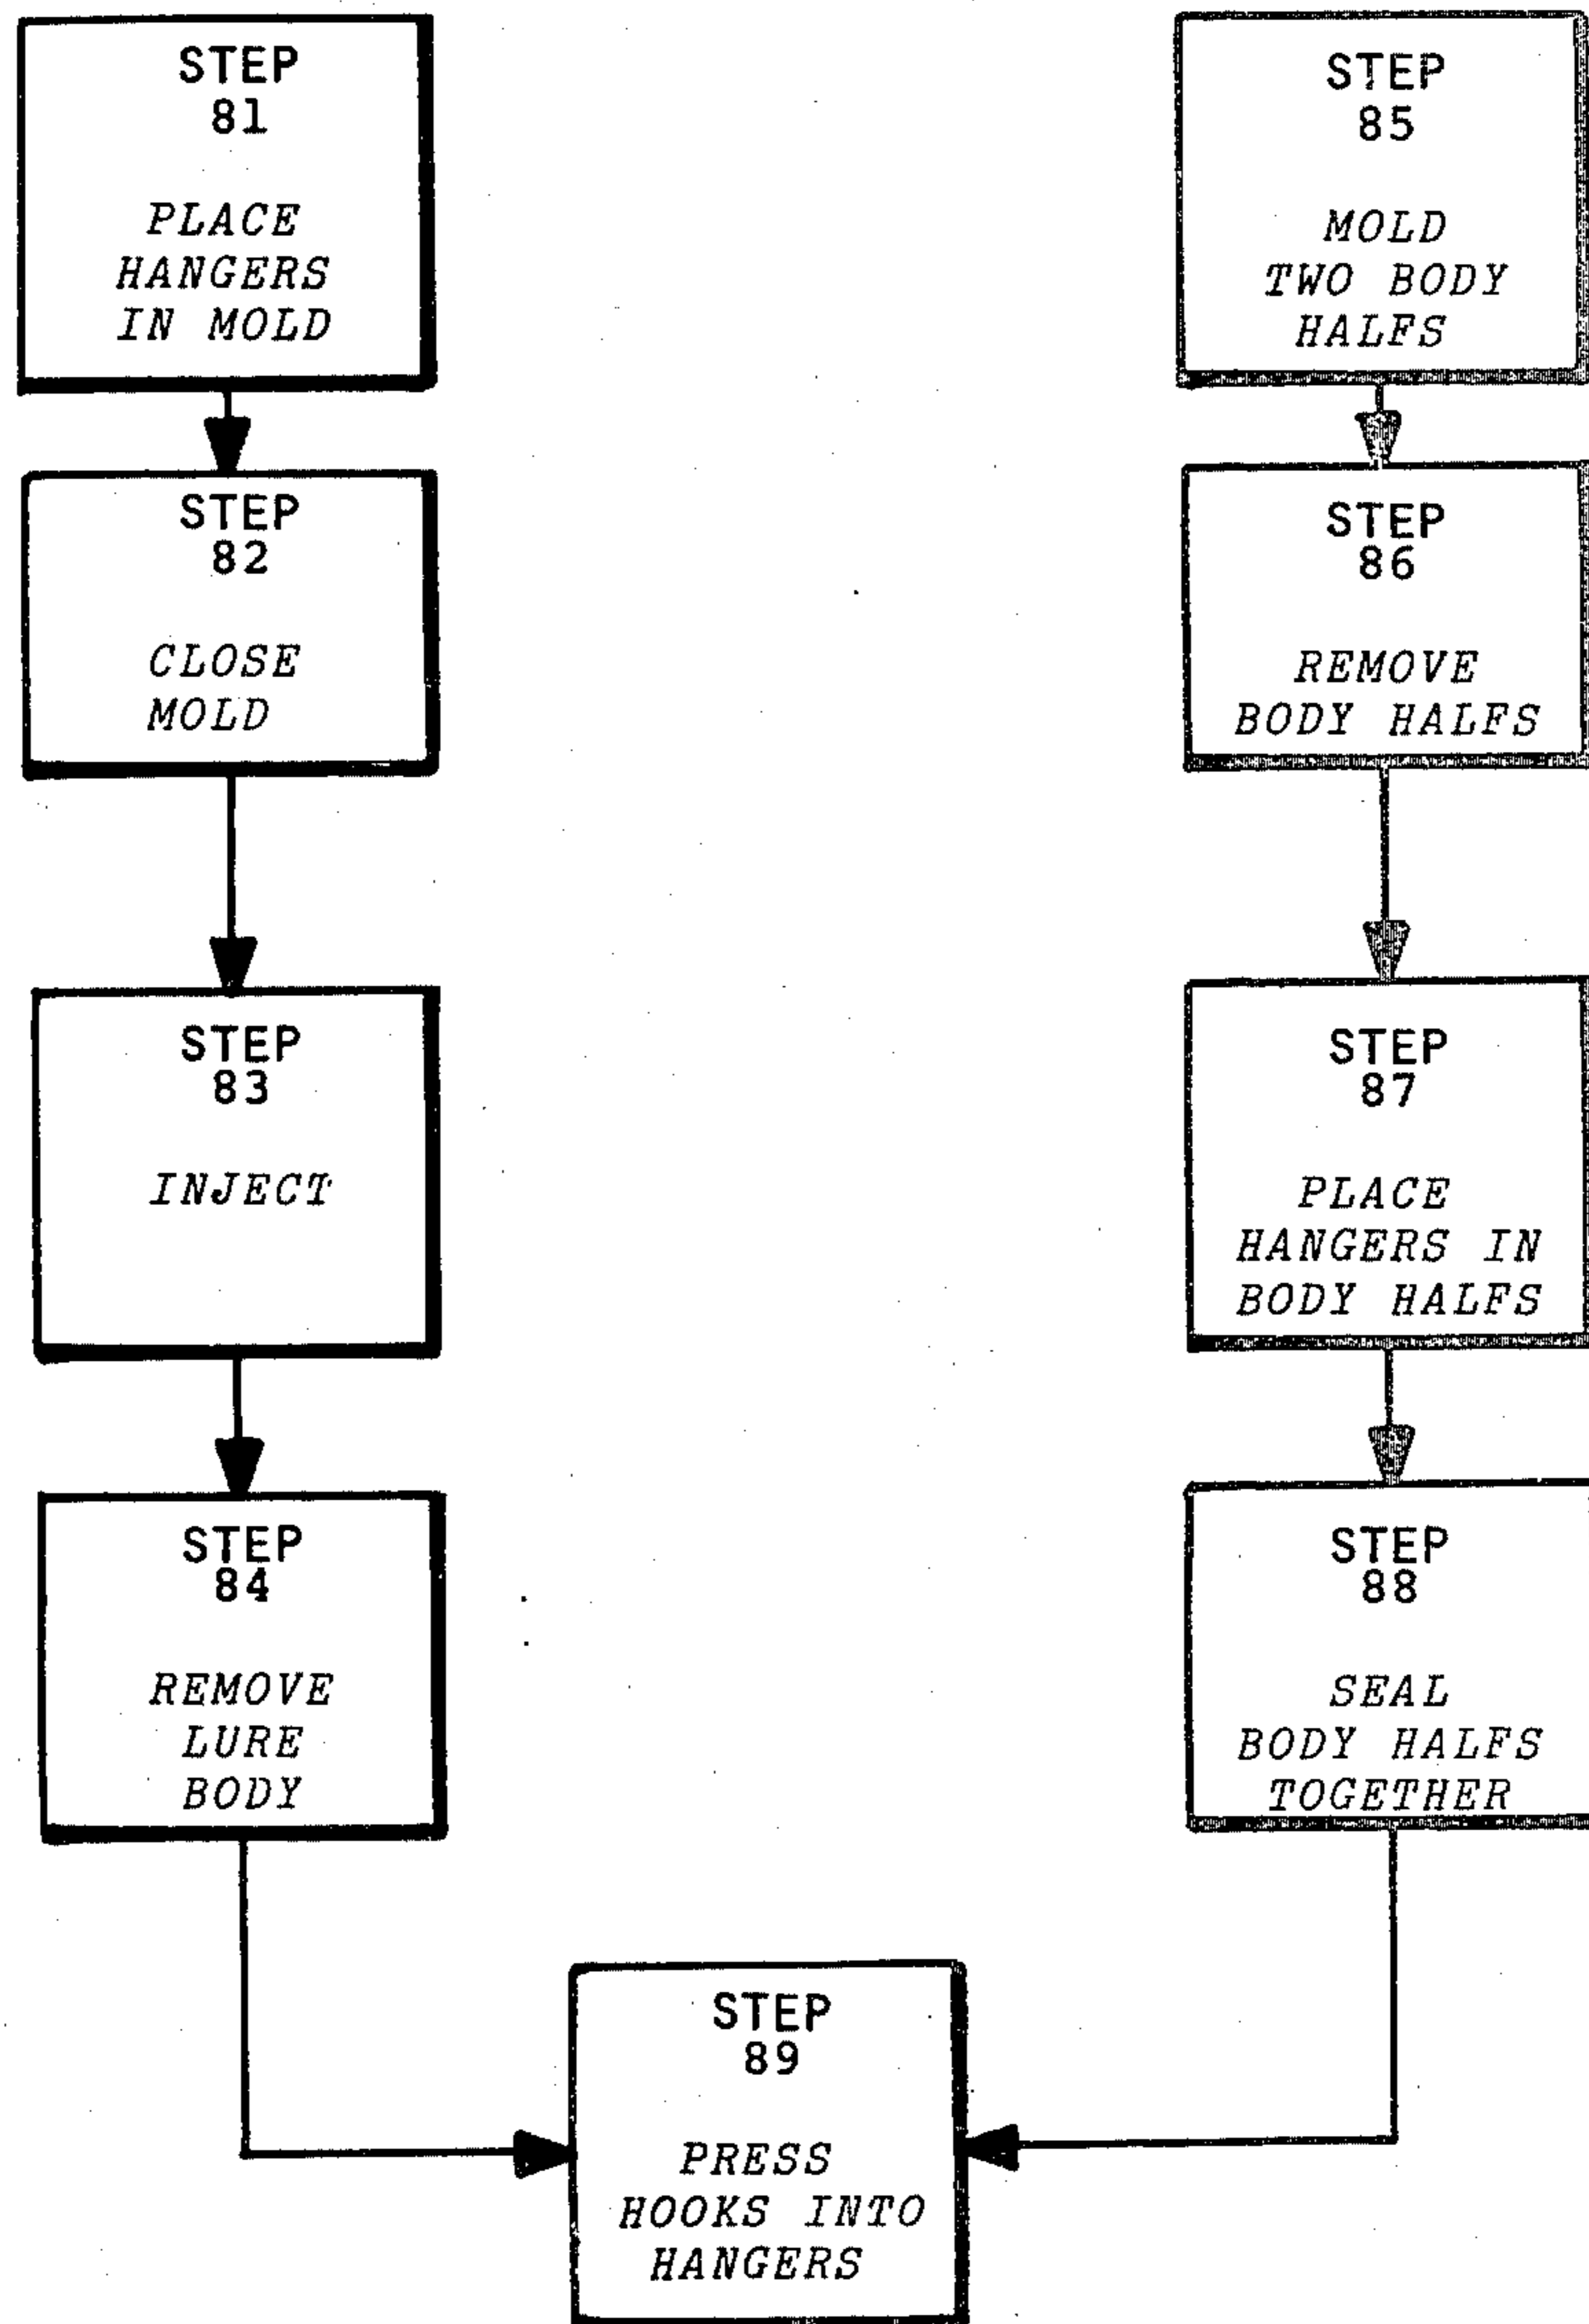 STEP
81
PLACE
HANGERS
IN MOLD
STEP
82
CLOSE
MOLD
STEP
83
INJECT
STEP
84
REMOVE
LURE
BODY
STEP
85
MOLD
TWO BODY
HALFS
STEP
86
REMOVE
BODY HALFS
STEP
87
PLACE
HANGERS IN
BODY HALFS
STEP
88
SEAL
BODY HALFS
TOGETHER
STEP
89
PRESS
HOOKS INTO
HANGERS